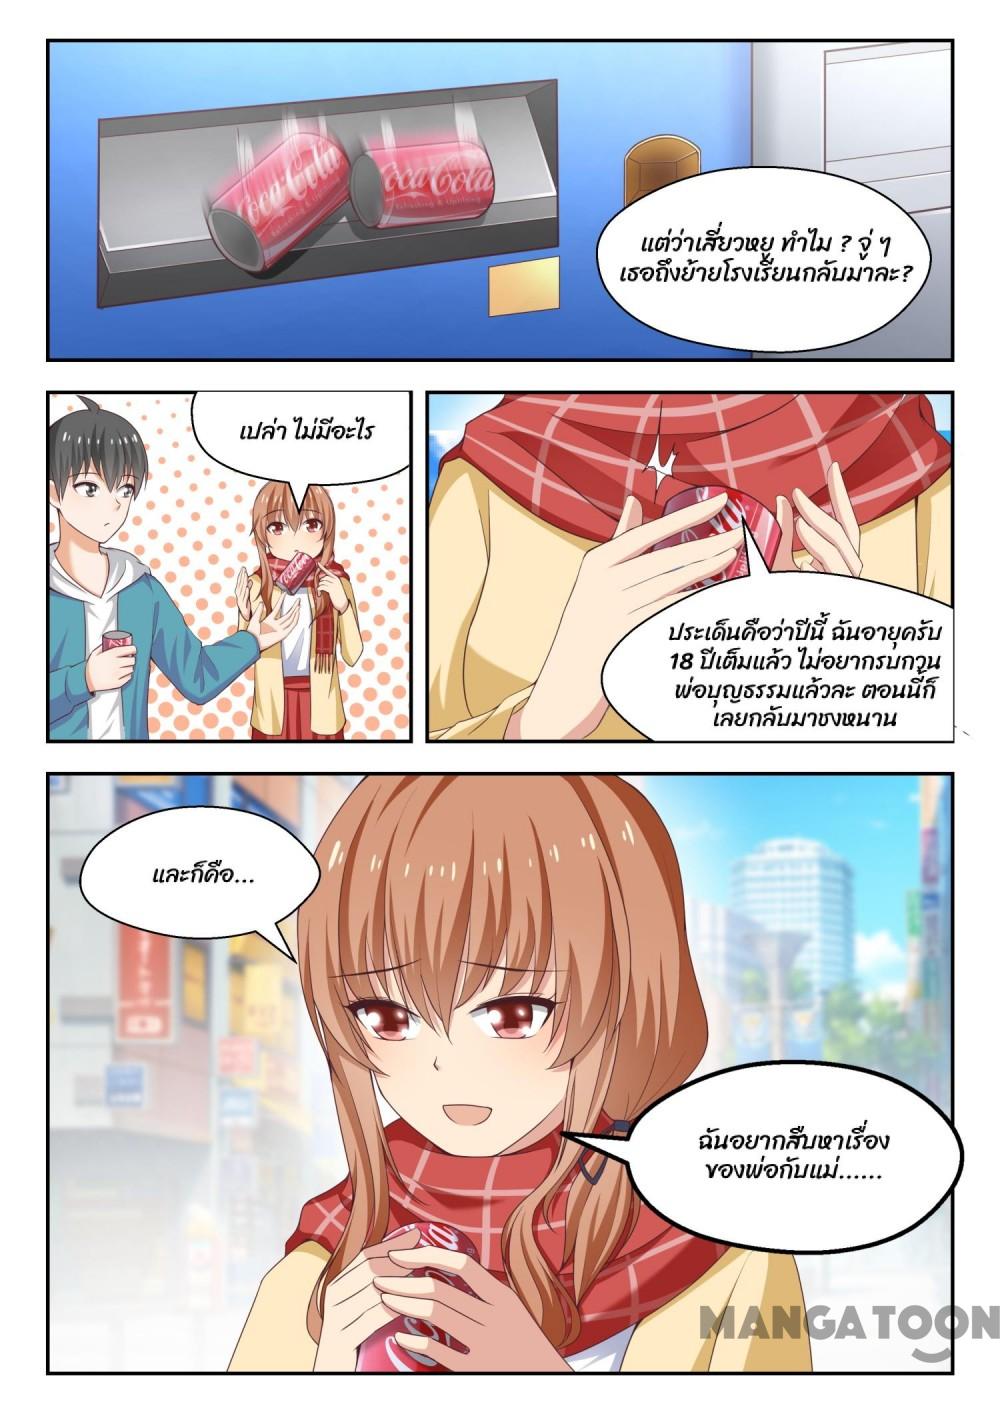 Coca-Cola
Coca-Cola
Refreshing & Uplifting
แต่ว่าเสี่ยวหยู ทำไม ? จู่ ๆ
เธอถึงย้ายโรงเรียนกลับมาละ?
เปล่า ไม่มีอะไร
ประเด็นคือว่าปีนี้ ฉันอายุครับ
18 ปีเต็มแล้ว ไม่อยากรบกวน
พ่อบุญธรรมแล้วละ ตอนนี้ก็
เลยกลับมาชงหนาน
และก็คือ...
ฉันอยากสืบหาเรื่อง
ของพ่อกับแม่......
MANGATOON